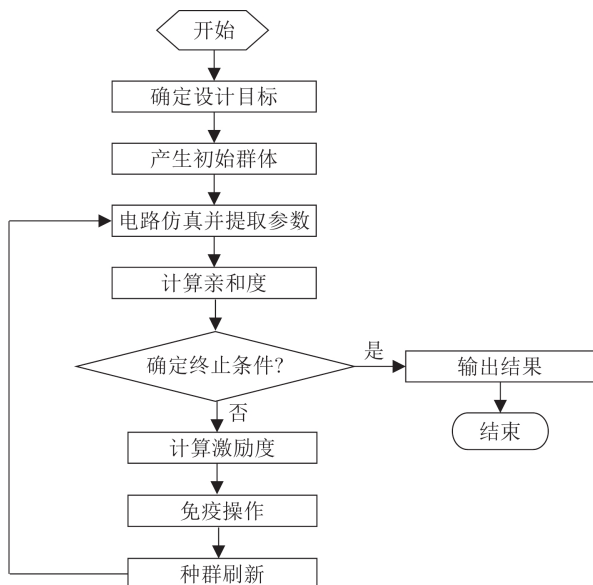 开始
确定设计目标
产生初始群体
电路仿真并提取参数
计算亲和度
确定终止条件?
是
输出结果
结束
否
计算激励度
免疫操作
种群刷新